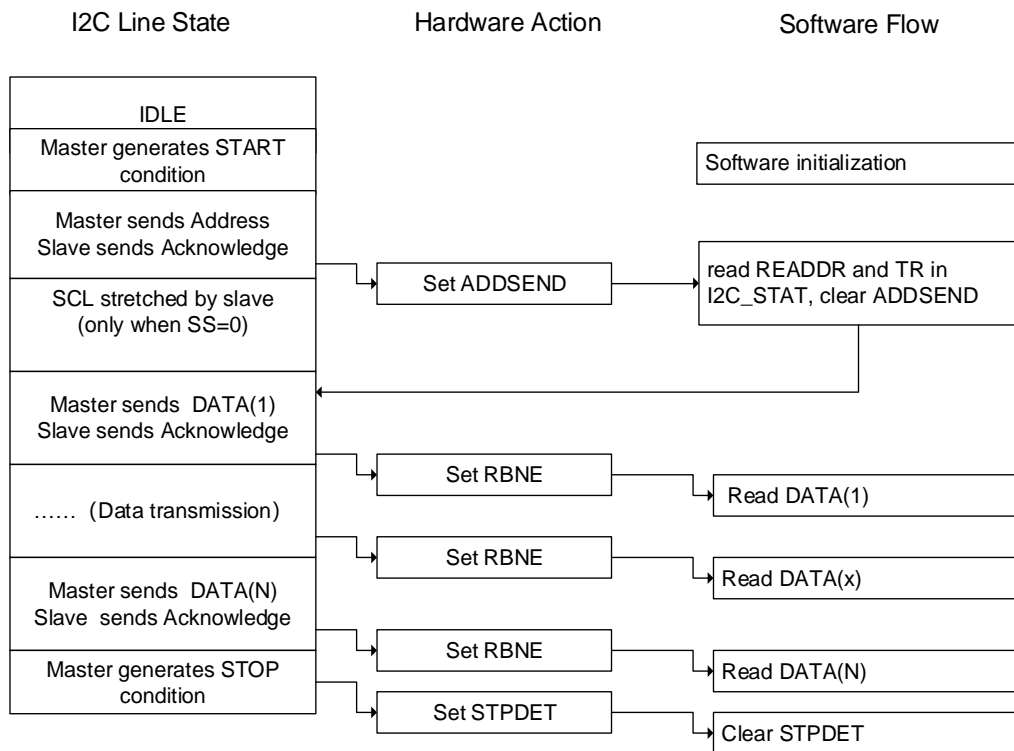 I2C Line State
Hardware Action
Software Flow
IDLE
Master generates START
condition
Software initialization
Master sends Address
Slave sends Acknowledge
Set ADDSEND
read READDR and TR in
I2C_STAT, clear ADDSEND
SCL stretched by slave
(only when SS=0)
Master sends DATA(1)
Slave sends Acknowledge
Set RBNE
Read DATA(1)
…… (Data transmission)
Set RBNE
Read DATA(x)
Master sends DATA(N)
Slave sends Acknowledge
Set RBNE
Read DATA(N)
Master generates STOP
condition
Set STPDET
Clear STPDET